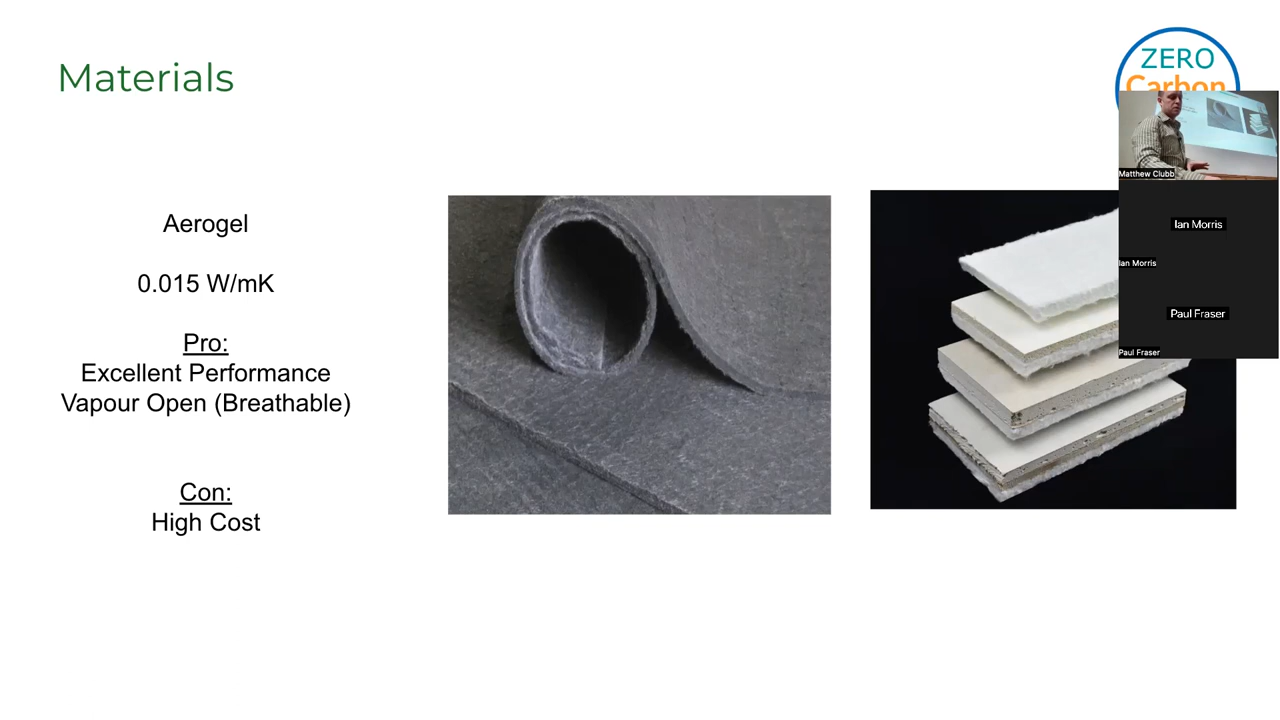 Materials
ZERO
Carbon
Aerogel
0.015 W/mK
Pro:
Excellent Performance
Vapour Open (Breathable)
Con:
High Cost
Matthew Clubb
Ian Morris
Ian Morris
Paul Fraser
Paul Fraser